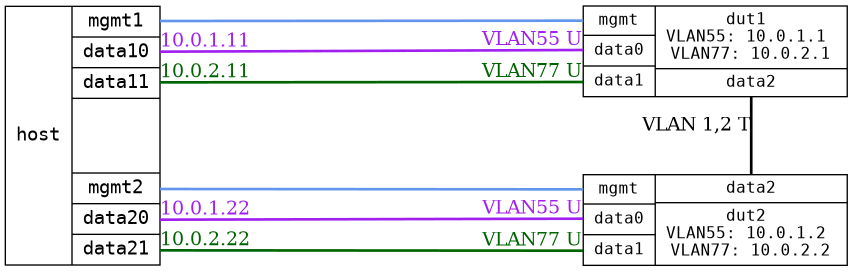 host
mgmt1
data10
data11
mgmt2
data20
data21
10.0.1.11
VLAN55 U
10.0.2.11
VLAN77 U
mgmt
data0
data1
dut1
VLAN55: 10.0.1.1
VLAN77: 10.0.2.1
data2
VLAN 1,2 T
10.0.1.22
VLAN55 U
10.0.2.22
VLAN77 U
mgmt
data0
data1
data2
dut2
VLAN55: 10.0.1.2
VLAN77: 10.0.2.2